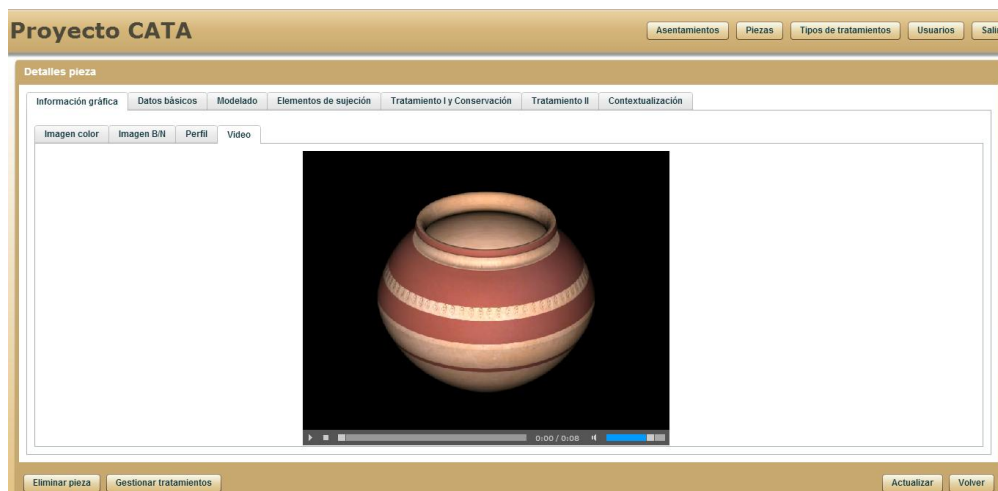 Proyecto CATA
Asentamientos Piezas Tipos de tratamientos Usuarios Sali
Detalles pieza
Información gráfica Datos básicos Modelado Elementos de sujeción Tratamiento I y Conservación Tratamiento II Contextualización
Imagen color Imagen B/N Perfil Video
0:00 / 0:08
Eliminar pieza Gestionar tratamientos Actualizar Volver